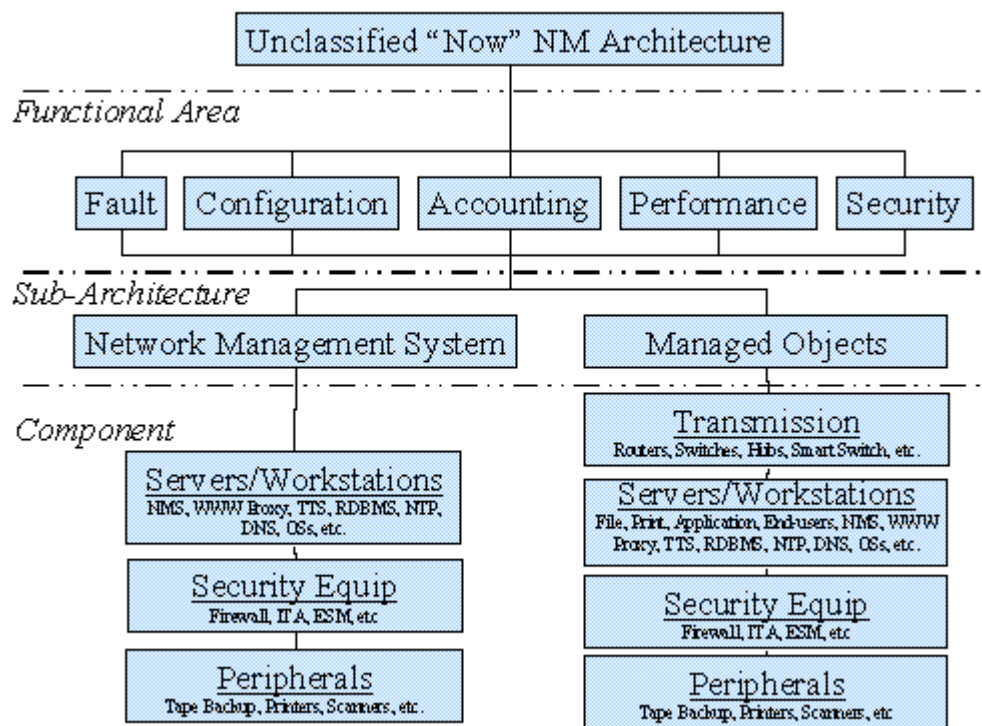 Unclassified “Now” NM Architecture
Functional Area
Fault
Configuration
Accounting
Performance
Security
Sub-Architecture
Network Management System
Managed Objects
Component
Servers/Workstations
NMS, WWW Proxy, TTS, RDBMS, NTP,
DNS, OSs, etc.
Security Equip
Firewall, ITA, ESM, etc
Peripherals
Tape Backup, Printers, Scanners, etc.
Transmission
Routers, Switches, Hubs, Smart Switch, etc.
Servers/Workstations
File, Print, Application, End-users, NMS, WWW
Proxy, TTS, RDBMS, NTP, DNS, OSs, etc.
Security Equip
Firewall, ITA, ESM, etc
Peripherals
Tape Backup, Printers, Scanners, etc